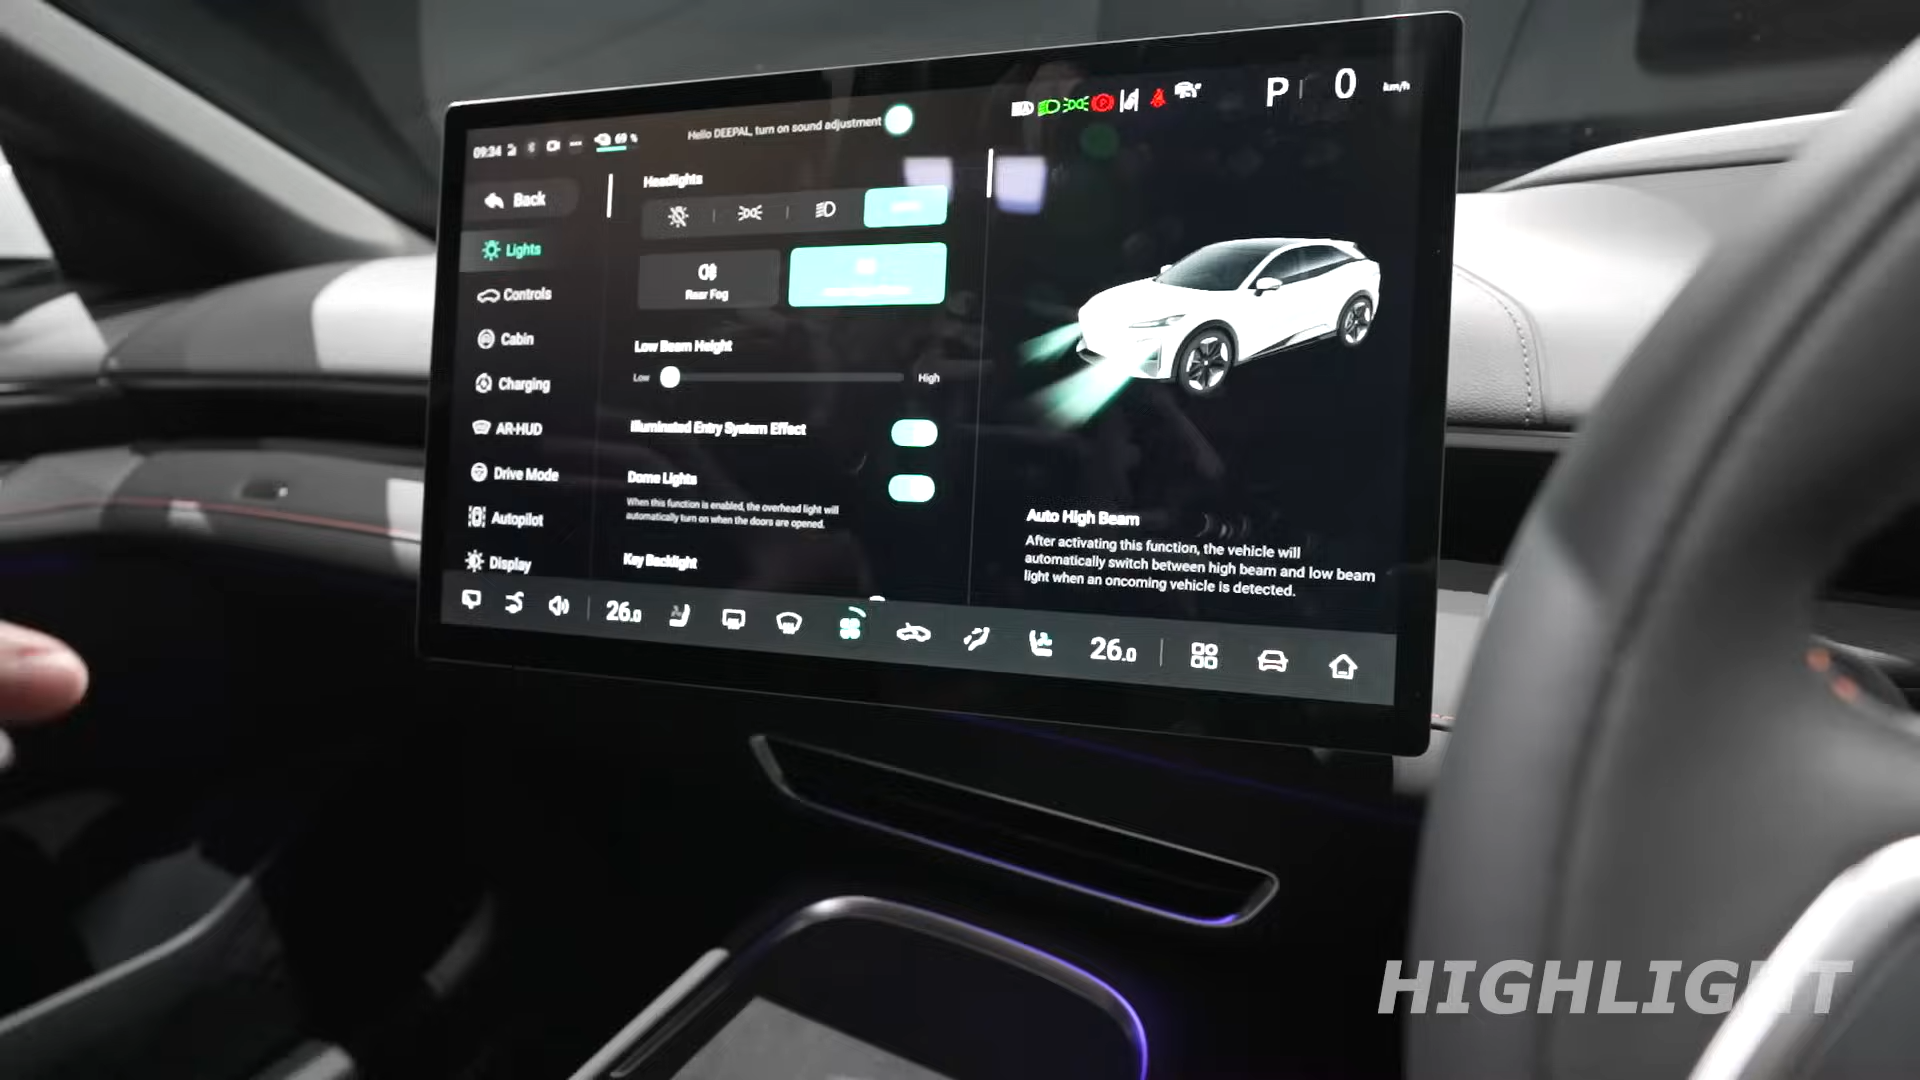 09:34
69 %
Hello DEEPAL, turn on sound adjustment
P
0
km/h
Back
Lights
Controls
Cabin
Charging
AR-HUD
Drive Mode
Autopilot
Display
Headlights
Rear Fog
Low Beam Height
Low
High
Illuminated Entry System Effect
Dome Lights
When this function is enabled, the overhead light will
automatically turn on when the doors are opened.
Key Backlight
Auto High Beam
After activating this function, the vehicle will
automatically switch between high beam and low beam
light when an oncoming vehicle is detected.
26.0
26.0
HIGHLIGHT